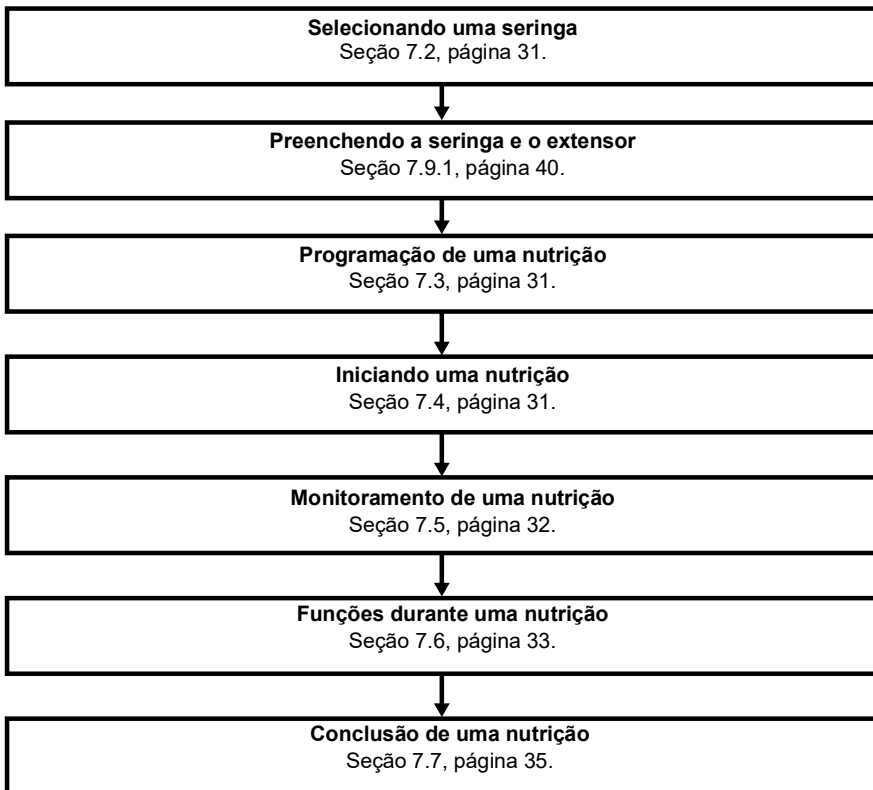 Selecionando uma seringa
Seção 7.2, página 31.
Preenchendo a seringa e o extensor
Seção 7.9.1, página 40.
Programação de uma nutrição
Seção 7.3, página 31.
Iniciando uma nutrição
Seção 7.4, página 31.
Monitoramento de uma nutrição
Seção 7.5, página 32.
Funções durante uma nutrição
Seção 7.6, página 33.
Conclusão de uma nutrição
Seção 7.7, página 35.